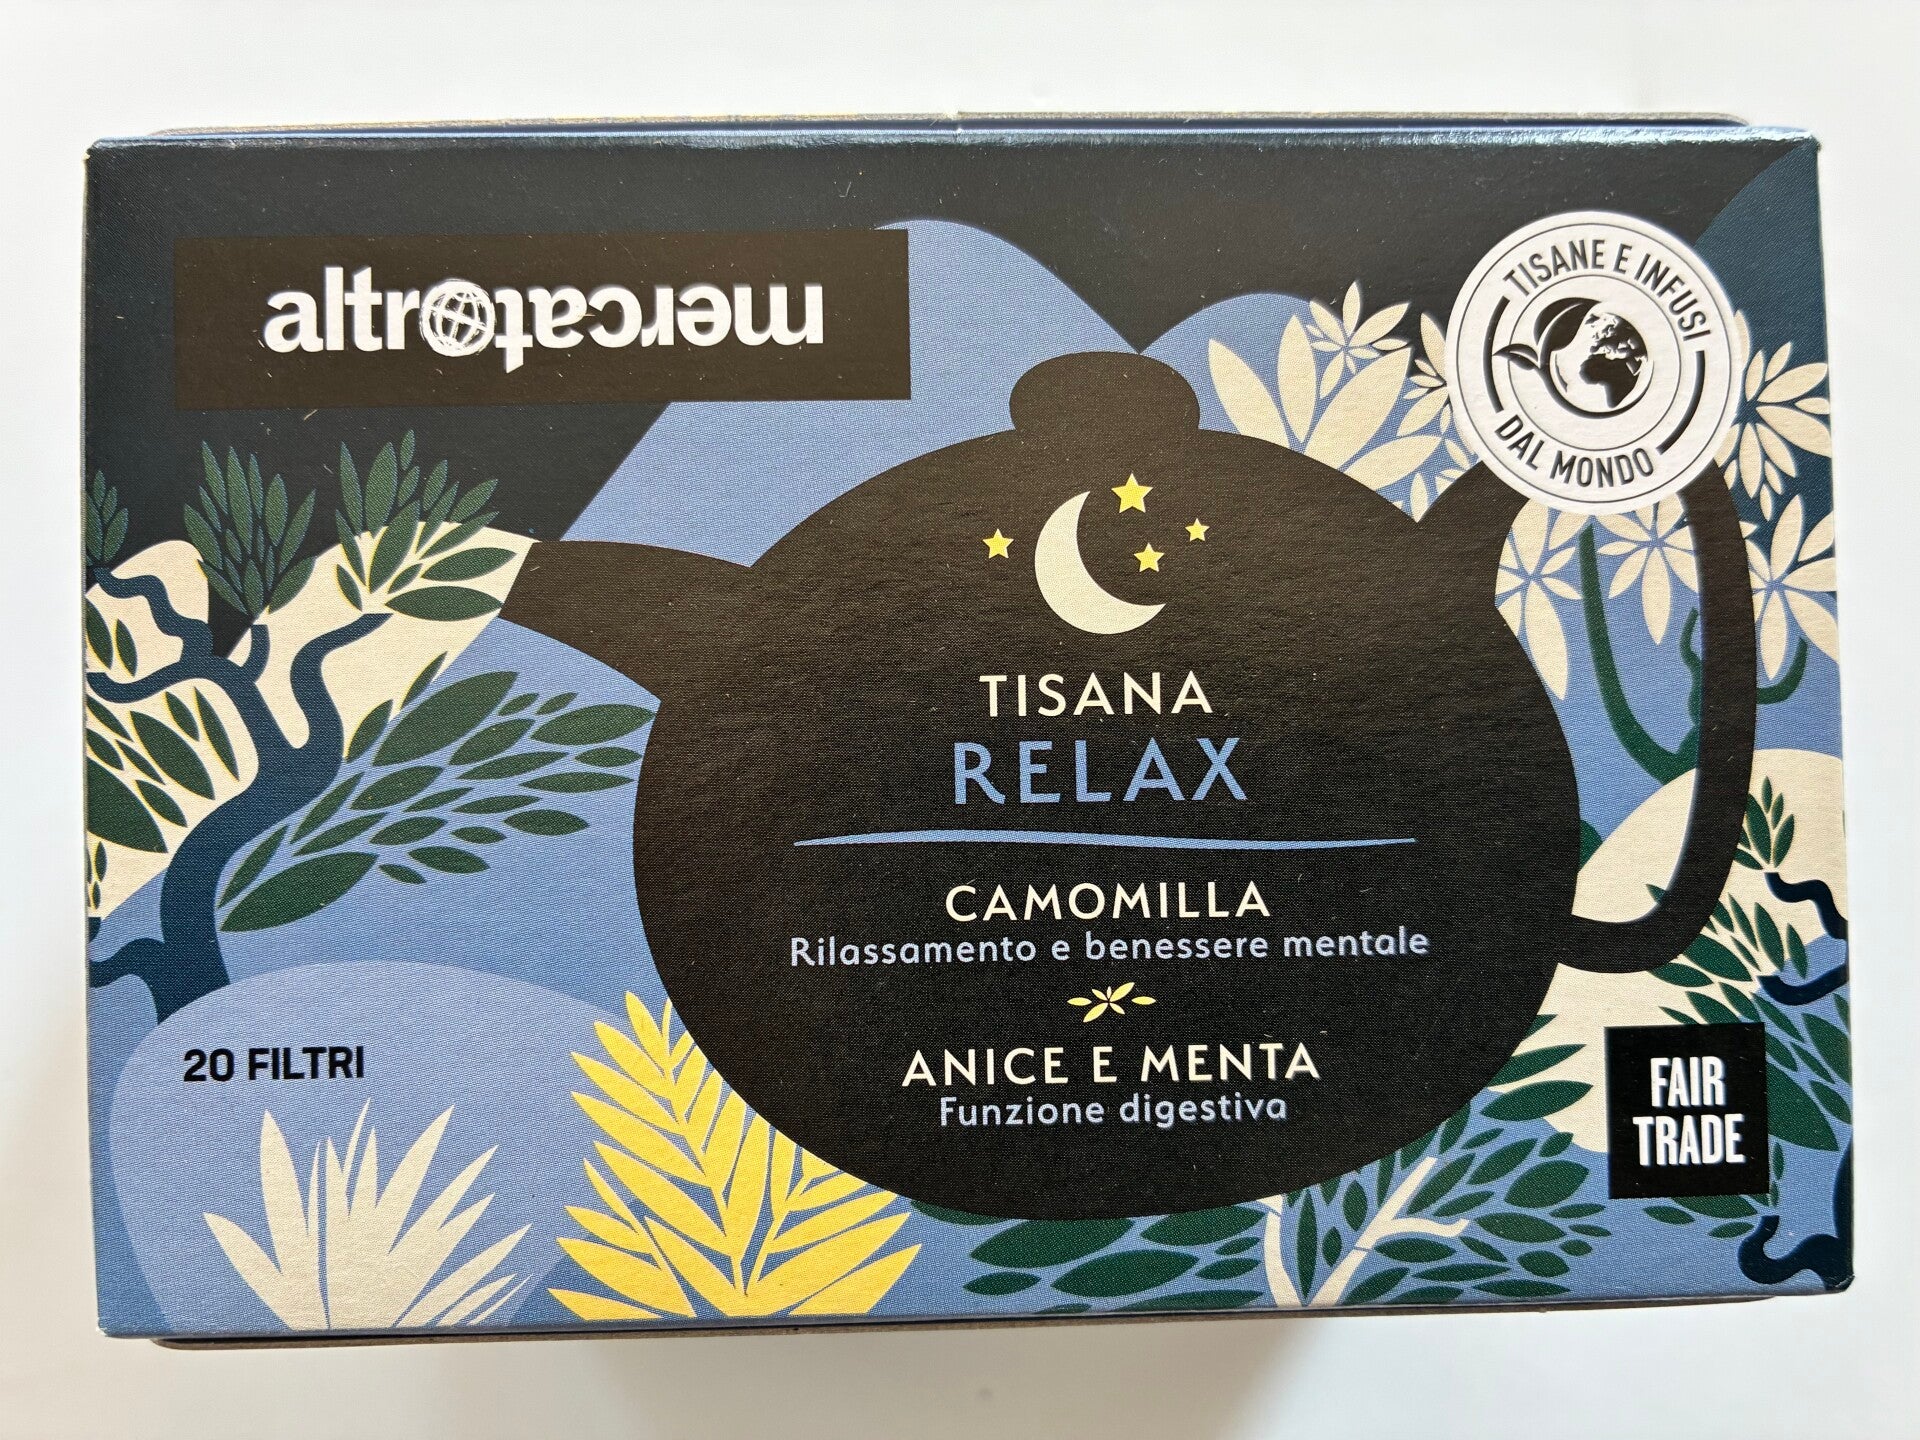 altromercato
TISANE E INFUSI
DAL MONDO
TISANA
RELAX
CAMOMILLA
Rilassamento e benessere mentale
ANICE E MENTA
Funzione digestiva
20 FILTRI
FAIR
TRADE